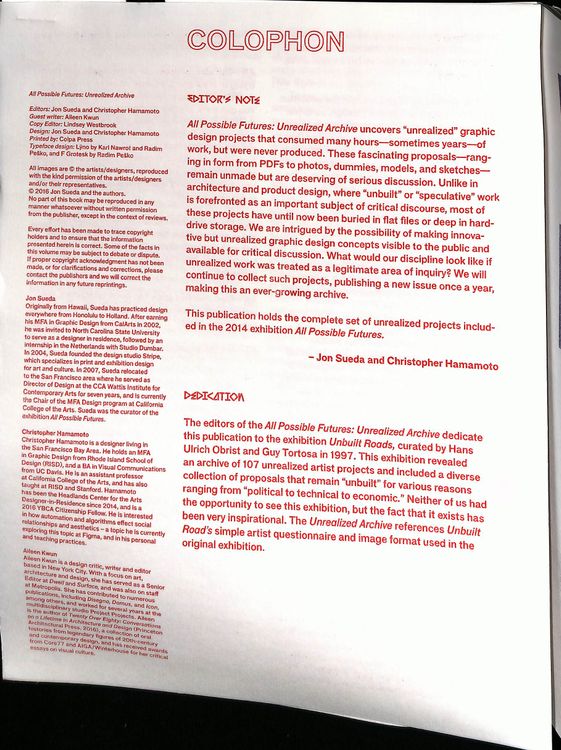 COLOPHON
All Possible Futures: Unrealized Archive
Editors: Jon Sueda and Christopher Hamamoto
Guest writer: Aileen Kwun
Copy Editor: Lindsey Westbrook
Design: Jon Sueda and Christopher Hamamoto
Printed by: Colpa Press
Typeface design: Lÿno by Karl Nawrot and Radim
Peško, and F Grotesk by Radim Peško
All images are © the artists/designers, reproduced
with the kind permission of the artists/designers
and/or their representatives.
© 2016 Jon Sueda and the authors.
No part of this book may be reproduced in any
manner whatsoever without written permission
from the publisher, except in the context of reviews.
Every effort has been made to trace copyright
holders and to ensure that the information
presented herein is correct. Some of the facts in
this volume may be subject to debate or dispute.
If proper copyright acknowledgment has not been
made, or for clarifications and corrections, please
contact the publishers and we will correct the
information in any future reprintings.
Jon Sueda
Originally from Hawaii, Sueda has practiced design
everywhere from Honolulu to Holland. After earning
his MFA in Graphic Design from CalArts in 2002,
he was invited to North Carolina State University
to serve as a designer in residence, followed by an
internship in the Netherlands with Studio Dumbar.
In 2004, Sueda founded the design studio Stripe,
which specializes in print and exhibition design
for art and culture. In 2007, Sueda relocated
to the San Francisco area where he served as
Director of Design at the CCA Wattis Institute for
Contemporary Arts for seven years, and is currently
the Chair of the MFA Design program at California
College of the Arts. Sueda was the curator of the
exhibition All Possible Futures.
Christopher Hamamoto
Christopher Hamamoto is a designer living in
the San Francisco Bay Area. He holds an MFA
in Graphic Design from Rhode Island School of
Design (RISD), and a BA in Visual Communications
from UC Davis. He is an assistant professor
at California College of the Arts, and has also
taught at RISD and Stanford. Hamamoto
has been the Headlands Center for the Arts
Designer-in-Residence since 2014, and is a
2016 YBCA Citizenship Fellow. He is interested
in how automation and algorithms effect social
relationships and aesthetics – a topic he is currently
exploring this topic at Figma, and in his personal
and teaching practices.
Aileen Kwun
Aileen Kwun is a design critic, writer and editor
based in New York City. With a focus on art,
architecture and design, she has served as a Senior
Editor at Dwell and Surface, and was also on staff
at Metropolis. She has contributed to numerous
publications, including Disegno, Domus, and Icon,
among others, and worked for several years at the
multidisciplinary studio Project Projects. Aileen
is the author of Twenty Over Eighty: Conversations
on a Lifetime in Architecture and Design (Princeton
Architectural Press, 2016), a collection of oral
histories from legendary figures of 20th-century
and contemporary design, and has received awards
from Core77 and AIGA/Winterhouse for her critical
essays on visual culture.
EDITOR'S NOTE
All Possible Futures: Unrealized Archive uncovers "unrealized" graphic
design projects that consumed many hours—sometimes years—of
work, but were never produced. These fascinating proposals—rang-
ing in form from PDFs to photos, dummies, models, and sketches—
remain unmade but are deserving of serious discussion. Unlike in
architecture and product design, where "unbuilt" or "speculative" work
is forefronted as an important subject of critical discourse, most of
these projects have until now been buried in flat files or deep in hard-
drive storage. We are intrigued by the possibility of making innova-
tive but unrealized graphic design concepts visible to the public and
available for critical discussion. What would our discipline look like if
unrealized work was treated as a legitimate area of inquiry? We will
continue to collect such projects, publishing a new issue once a year,
making this an ever-growing archive.
This publication holds the complete set of unrealized projects includ-
ed in the 2014 exhibition All Possible Futures.
– Jon Sueda and Christopher Hamamoto
DEDICATION
The editors of the All Possible Futures: Unrealized Archive dedicate
this publication to the exhibition Unbuilt Roads, curated by Hans
Ulrich Obrist and Guy Tortosa in 1997. This exhibition revealed
an archive of 107 unrealized artist projects and included a diverse
collection of proposals that remain "unbuilt" for various reasons
ranging from "political to technical to economic." Neither of us had
the opportunity to see this exhibition, but the fact that it exists has
been very inspirational. The Unrealized Archive references Unbuilt
Road's simple artist questionnaire and image format used in the
original exhibition.